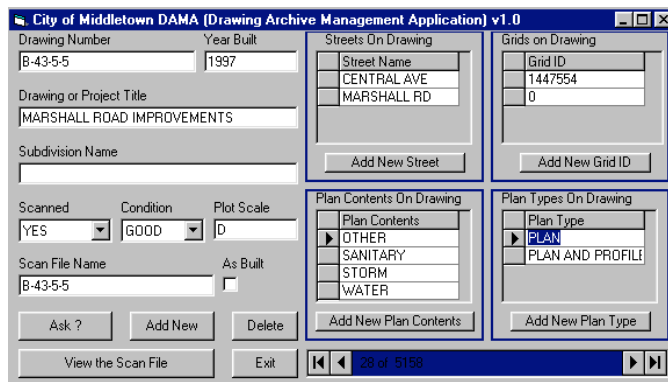 City of Middletown DAMA (Drawing Archive Management Application) v1.0
Drawing Number Year Built
B-43-5-5 1997
Drawing or Project Title
MARSHALL ROAD IMPROVEMENTS
Subdivision Name
Scanned Condition Plot Scale
YES GOOD D
Scan File Name As Built
B-43-5-5
Ask ? Add New Delete
View the Scan File Exit
Streets On Drawing
Street Name
CENTRAL AVE
MARSHALL RD
Add New Street
Grids on Drawing
Grid ID
1447554
0
Add New Grid ID
Plan Contents On Drawing
Plan Contents
OTHER
SANITARY
STORM
WATER
Add New Plan Contents
Plan Types On Drawing
Plan Type
PLAN
PLAN AND PROFILE
Add New Plan Type
28 of 5158